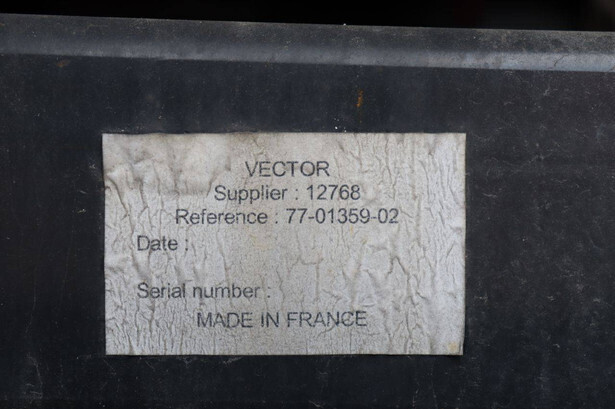 VECTOR
Supplier : 12768
Reference : 77-01359-02
Date :
Serial number :
MADE IN FRANCE